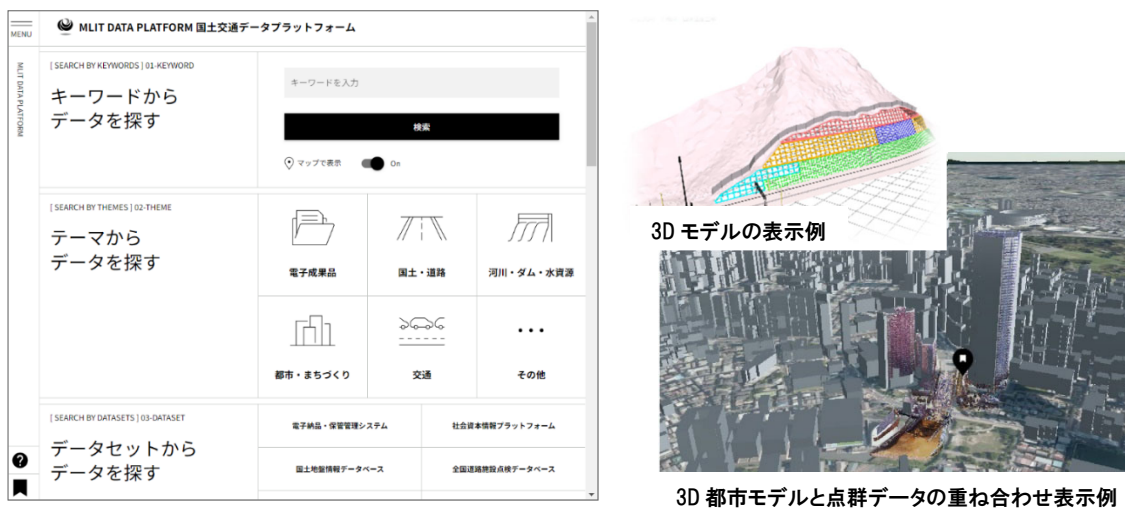 MENU
MLIT DATA PLATFORM 国土交通データプラットフォーム
MLIT DATA PLATFORM
[ SEARCH BY KEYWORDS ] 01-KEYWORD
キーワードから
データを探す
キーワードを入力
検索
マップで表示 On
[ SEARCH BY THEMES ] 02-THEME
テーマから
データを探す
電子成果品
国土・道路
河川・ダム・水資源
都市・まちづくり
交通
その他
[ SEARCH BY DATASETS ] 03-DATASET
データセットから
データを探す
電子納品・保管管理システム
社会資本情報プラットフォーム
国土地盤情報データベース
全国道路施設点検データベース
?
3D モデルの表示例
3D 都市モデルと点群データの重ね合わせ表示例